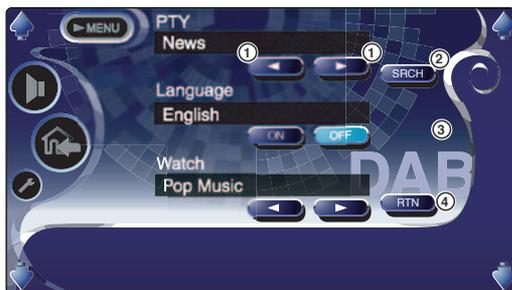 MENU
PTY
News
① ①
②
SRCH
Language
English
ON OFF
③
Watch
Pop Music
DAB
RTN ④